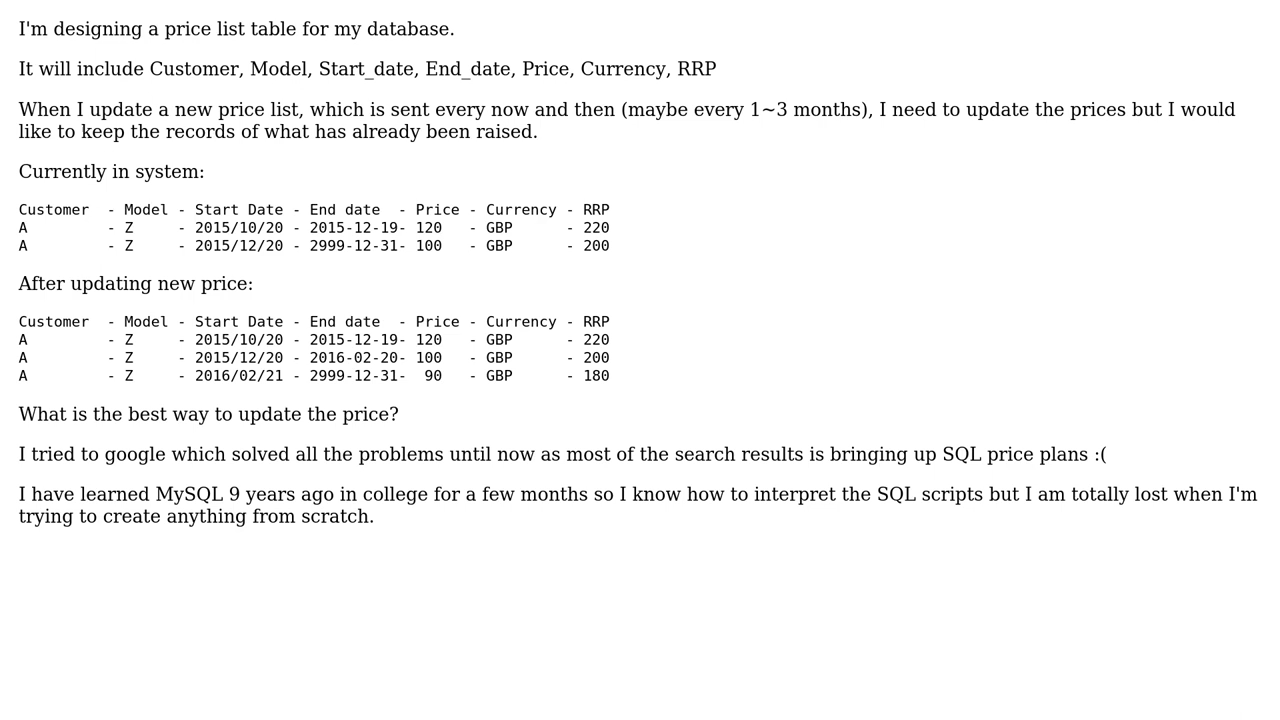 I'm designing a price list table for my database.
It will include Customer, Model, Start_date, End_date, Price, Currency, RRP
When I update a new price list, which is sent every now and then (maybe every 1~3 months), I need to update the prices but I would
like to keep the records of what has already been raised.
Currently in system:
Customer  - Model - Start Date - End date  - Price - Currency - RRP
A         - Z     - 2015/10/20 - 2015-12-19- 120   - GBP      - 220
A         - Z     - 2015/12/20 - 2999-12-31- 100   - GBP      - 200
After updating new price:
Customer  - Model - Start Date - End date  - Price - Currency - RRP
A         - Z     - 2015/10/20 - 2015-12-19- 120   - GBP      - 220
A         - Z     - 2015/12/20 - 2016-02-20- 100   - GBP      - 200
A         - Z     - 2016/02/21 - 2999-12-31-  90   - GBP      - 180
What is the best way to update the price?
I tried to google which solved all the problems until now as most of the search results is bringing up SQL price plans :(
I have learned MySQL 9 years ago in college for a few months so I know how to interpret the SQL scripts but I am totally lost when I'm
trying to create anything from scratch.